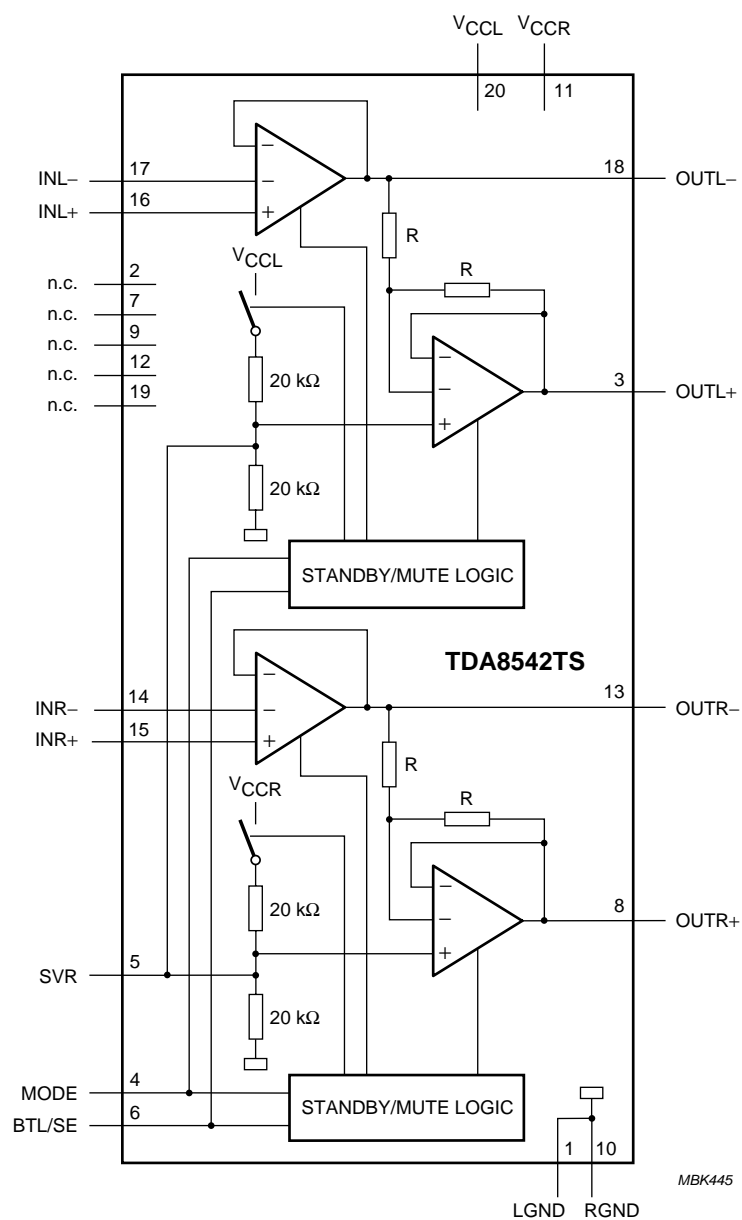 VCCL VCCR
20 11
INL− 17
18 OUTL−
INL+ 16
− − +
R
VCCL
n.c. 2
n.c. 7
n.c. 9
n.c. 12
n.c. 19
R
20 kΩ
− − +
3 OUTL+
20 kΩ
STANDBY/MUTE LOGIC
TDA8542TS
INR− 14
13 OUTR−
INR+ 15
− − +
R
VCCR
R
20 kΩ
− − +
8 OUTR+
SVR 5
20 kΩ
MODE 4
BTL/SE 6
STANDBY/MUTE LOGIC
1 10
LGND RGND
MBK445